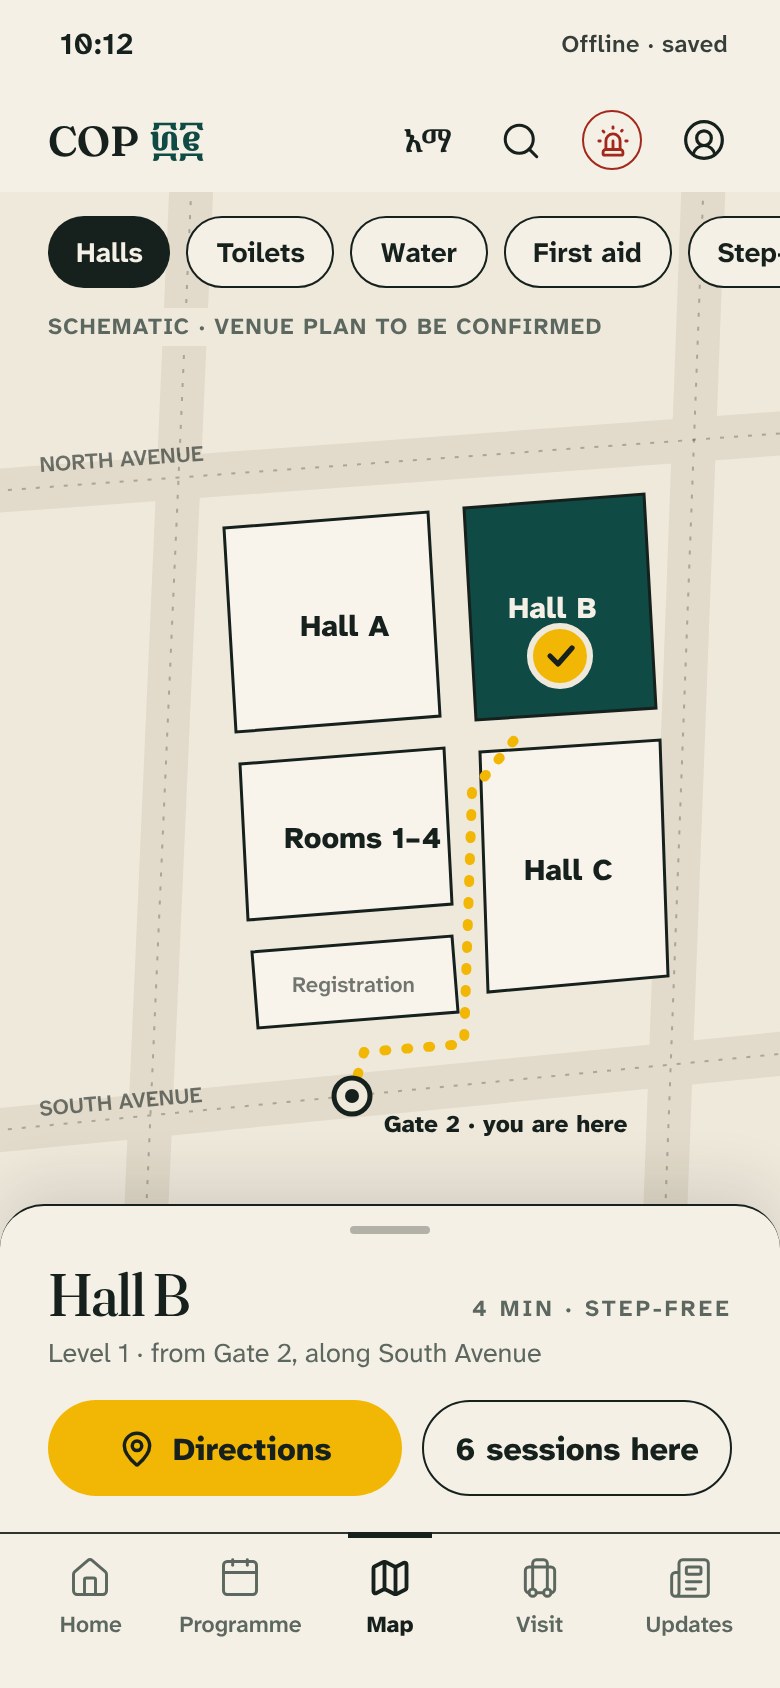 10:12
Offline · saved
COP
አማ
Halls
Toilets
Water
First aid
Step-
SCHEMATIC · VENUE PLAN TO BE CONFIRMED
NORTH AVENUE
Hall A
Hall B
Rooms 1–4
Hall C
Registration
SOUTH AVENUE
Gate 2 · you are here
Hall B
4 MIN · STEP-FREE
Level 1 · from Gate 2, along South Avenue
Directions
6 sessions here
Home
Programme
Map
Visit
Updates